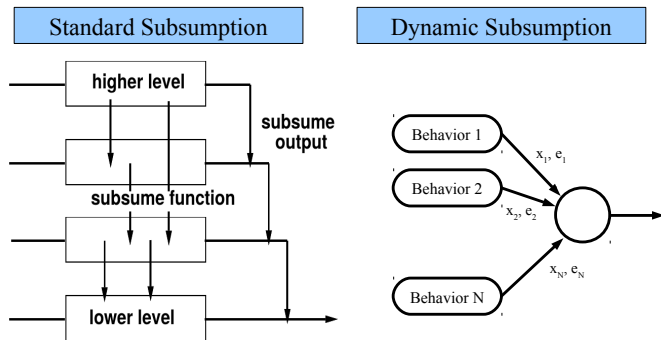 Standard Subsumption
higher level
subsume
output
subsume function
lower level
Dynamic Subsumption
Behavior 1
x1, e1
Behavior 2
x2, e2
xN, eN
Behavior N